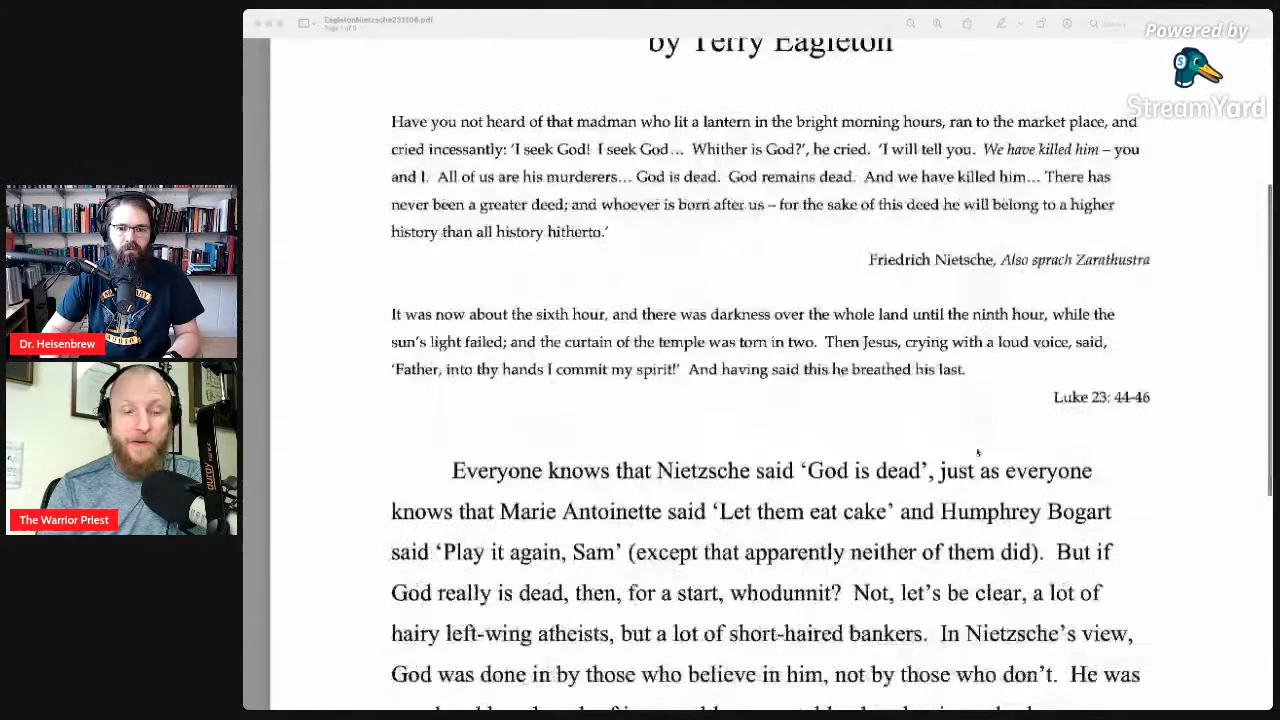 EagletonNietzsche231106.pdf
Page 1 of 9
Powered by
StreamYard
by Terry Eagleton
Have you not heard of that madman who lit a lantern in the bright morning hours, ran to the market place, and
cried incessantly: ‘I seek God! I seek God… Whither is God?’, he cried. ‘I will tell you. We have killed him – you
and I. All of us are his murderers… God is dead. God remains dead. And we have killed him… There has
never been a greater deed; and whoever is born after us – for the sake of this deed he will belong to a higher
history than all history hitherto.’
Friedrich Nietsche, Also sprach Zarathustra
It was now about the sixth hour, and there was darkness over the whole land until the ninth hour, while the
sun’s light failed; and the curtain of the temple was torn in two. Then Jesus, crying with a loud voice, said,
‘Father, into thy hands I commit my spirit!’ And having said this he breathed his last.
Luke 23: 44-46
Everyone knows that Nietzsche said ‘God is dead’, just as everyone
knows that Marie Antoinette said ‘Let them eat cake’ and Humphrey Bogart
said ‘Play it again, Sam’ (except that apparently neither of them did). But if
God really is dead, then, for a start, whodunnit? Not, let’s be clear, a lot of
hairy left-wing atheists, but a lot of short-haired bankers. In Nietzsche’s view,
God was done in by those who believe in him, not by those who don’t. He was
Dr. Heisenbrew
The Warrior Priest